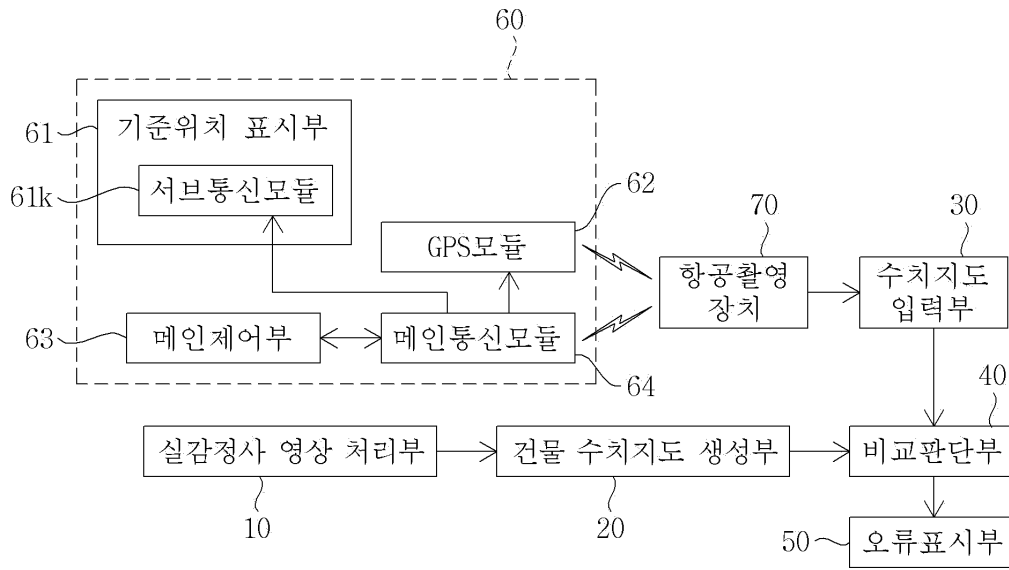 60
61
기준위치 표시부
61k
서브통신모듈
62
GPS모듈
70
항공촬영
장치
30
수치지도
입력부
63
메인제어부
메인통신모듈
64
40
실감정사 영상 처리부
건물 수치지도 생성부
비교판단부
10
20
50
오류표시부